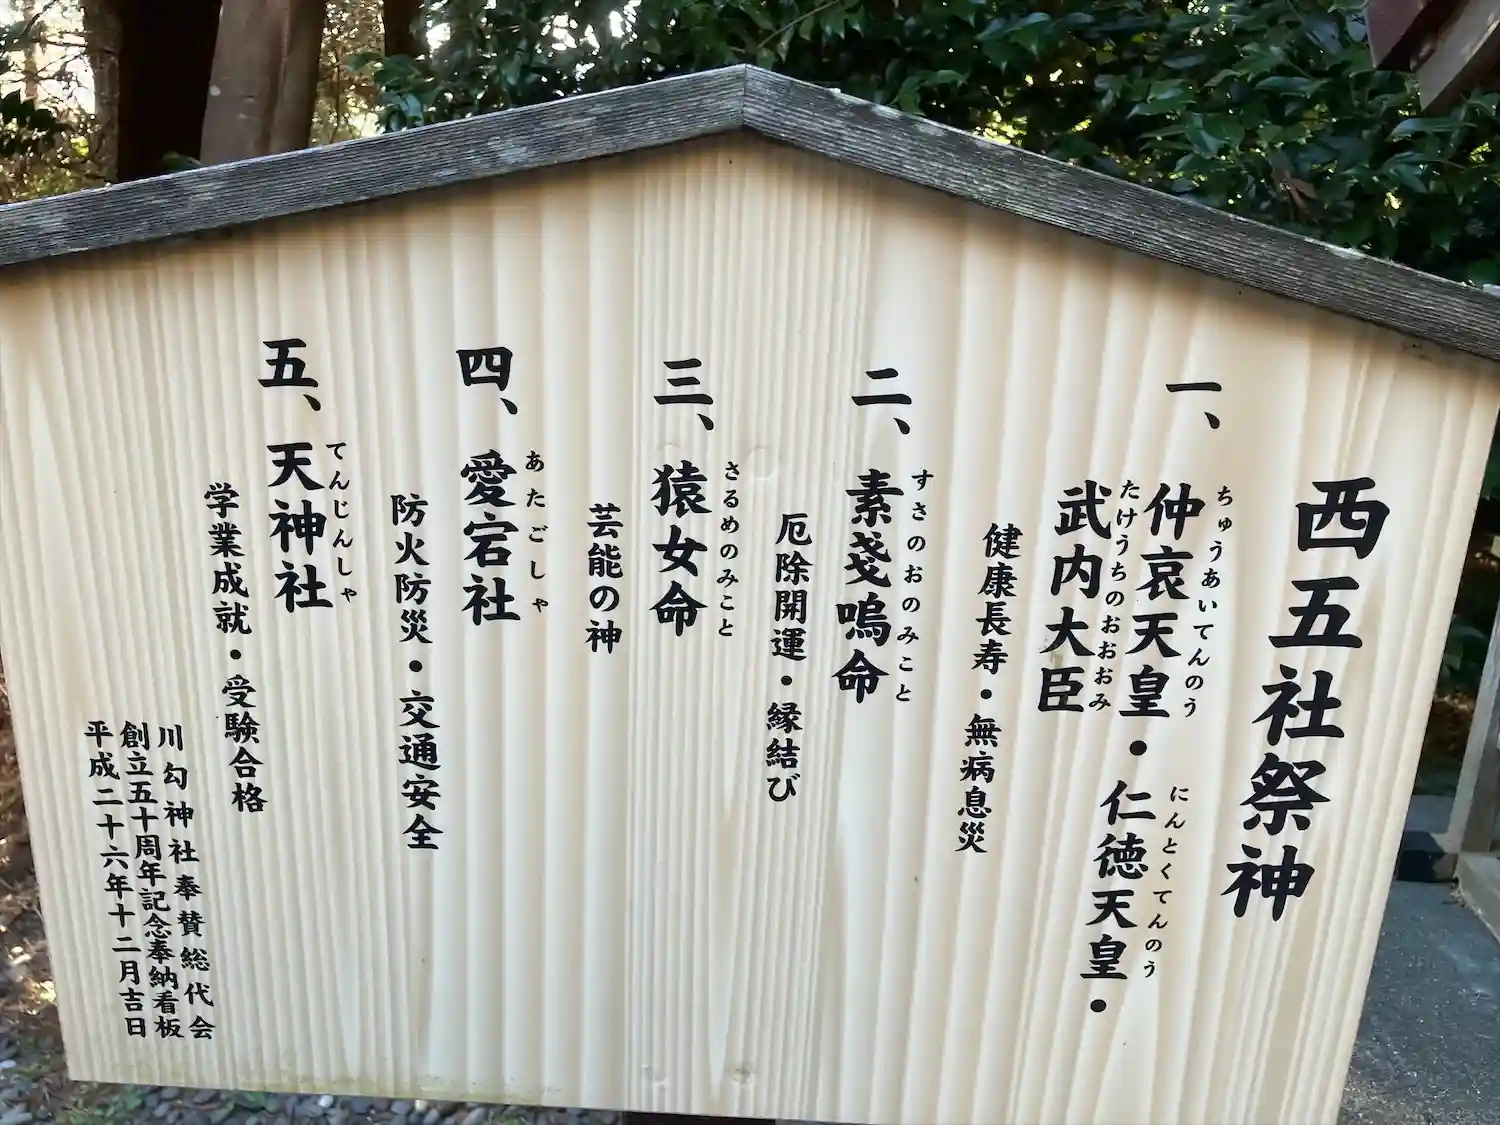 西五社祭神
一、
ちゅうあいてんのう にんとくてんのう
仲哀天皇・仁徳天皇・
たけうちのおおおみ
武内大臣
健康長寿・無病息災
二、
すさのおのみこと
素戔嗚命
厄除開運・縁結び
三、
さるめのみこと
猿女命
芸能の神
四、
あたごしゃ
愛宕社
防火防災・交通安全
五、
てんじんしゃ
天神社
学業成就・受験合格
川勾神社奉賛総代会
創立五十周年記念奉納看板
平成二十六年十二月吉日